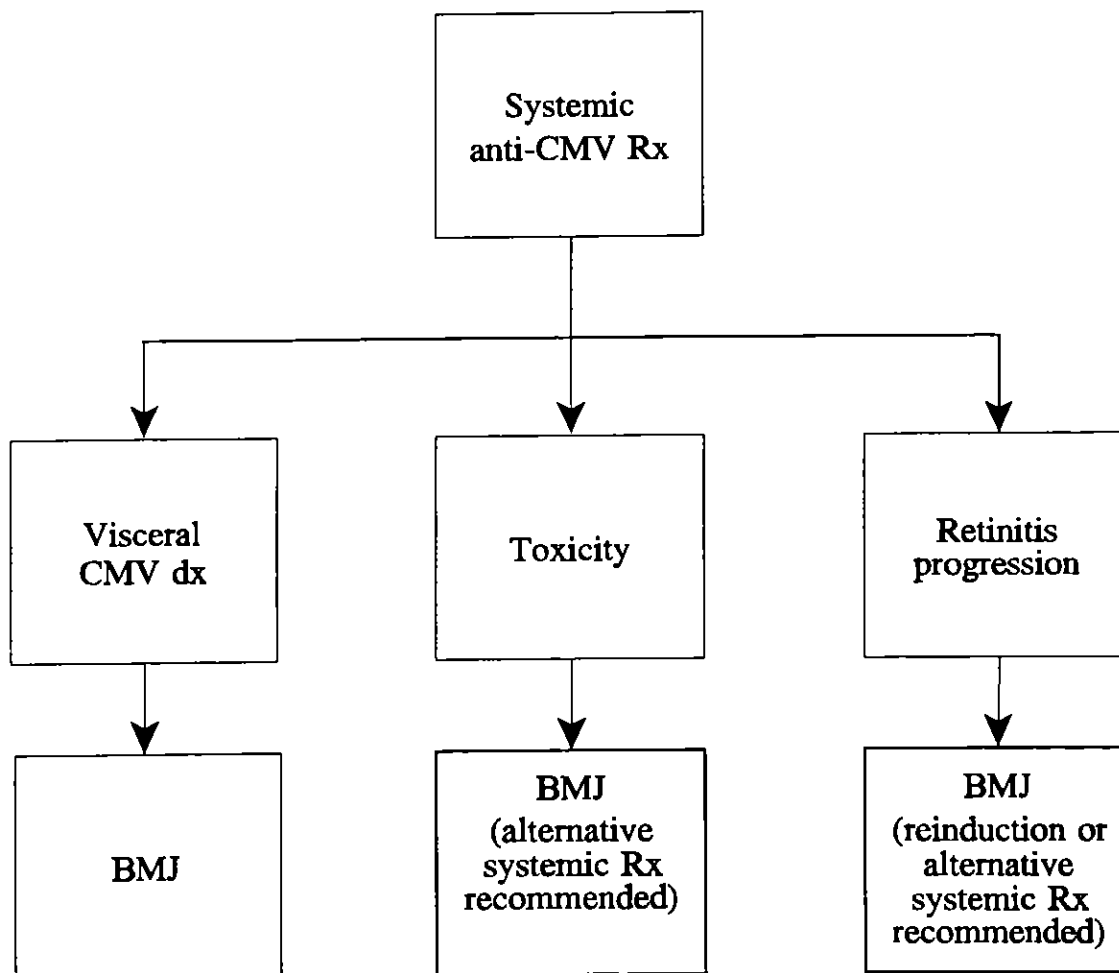 Systemic
anti-CMV Rx
Visceral
CMV dx
Toxicity
Retinitis
progression
BMJ
BMJ
(alternative
systemic Rx
recommended)
BMJ
(reinduction or
alternative
systemic Rx
recommended)